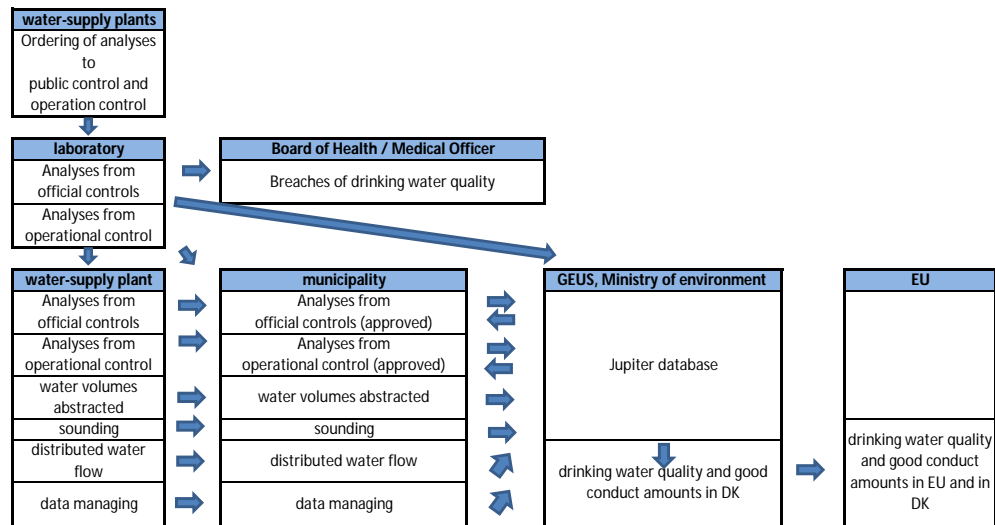 water-supply plants
Ordering of analyses
to
public control and
operation control
laboratory
Analyses from
official controls
Analyses from
operational control
Board of Health / Medical Officer
Breaches of drinking water quality
water-supply plant
Analyses from
official controls
Analyses from
operational control
water volumes
abstracted
sounding
distributed water
flow
data managing
municipality
Analyses from
official controls (approved)
Analyses from
operational control (approved)
water volumes abstracted
sounding
distributed water flow
data managing
GEUS, Ministry of environment
Jupiter database
drinking water quality and good
conduct amounts in DK
EU
drinking water quality
and good conduct
amounts in EU and in
DK